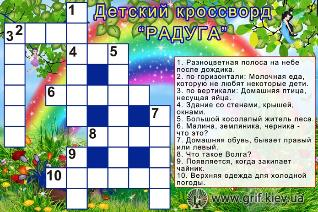 Детский кроссворд
"РАДУГА"
1
3
2
4
5
6
7
8
9
10
1. Разноцветная полоса на небе
после дождика.
2. по горизонтали: Молочная еда,
которую не любят некоторые дети.
3. по вертикали: Домашняя птица,
несущая яйца.
4. Здание со стенами, крышей,
окнами.
5. Большой косолапый житель леса
6. Малина, земляника, черника -
что это?
7. Домашняя обувь, бывает правый
или левый.
8. Что такое Волга?
9. Появляется, когда закипает
чайник.
10. Верхняя одежда для холодной
погоды.
www.grif.kiev.ua